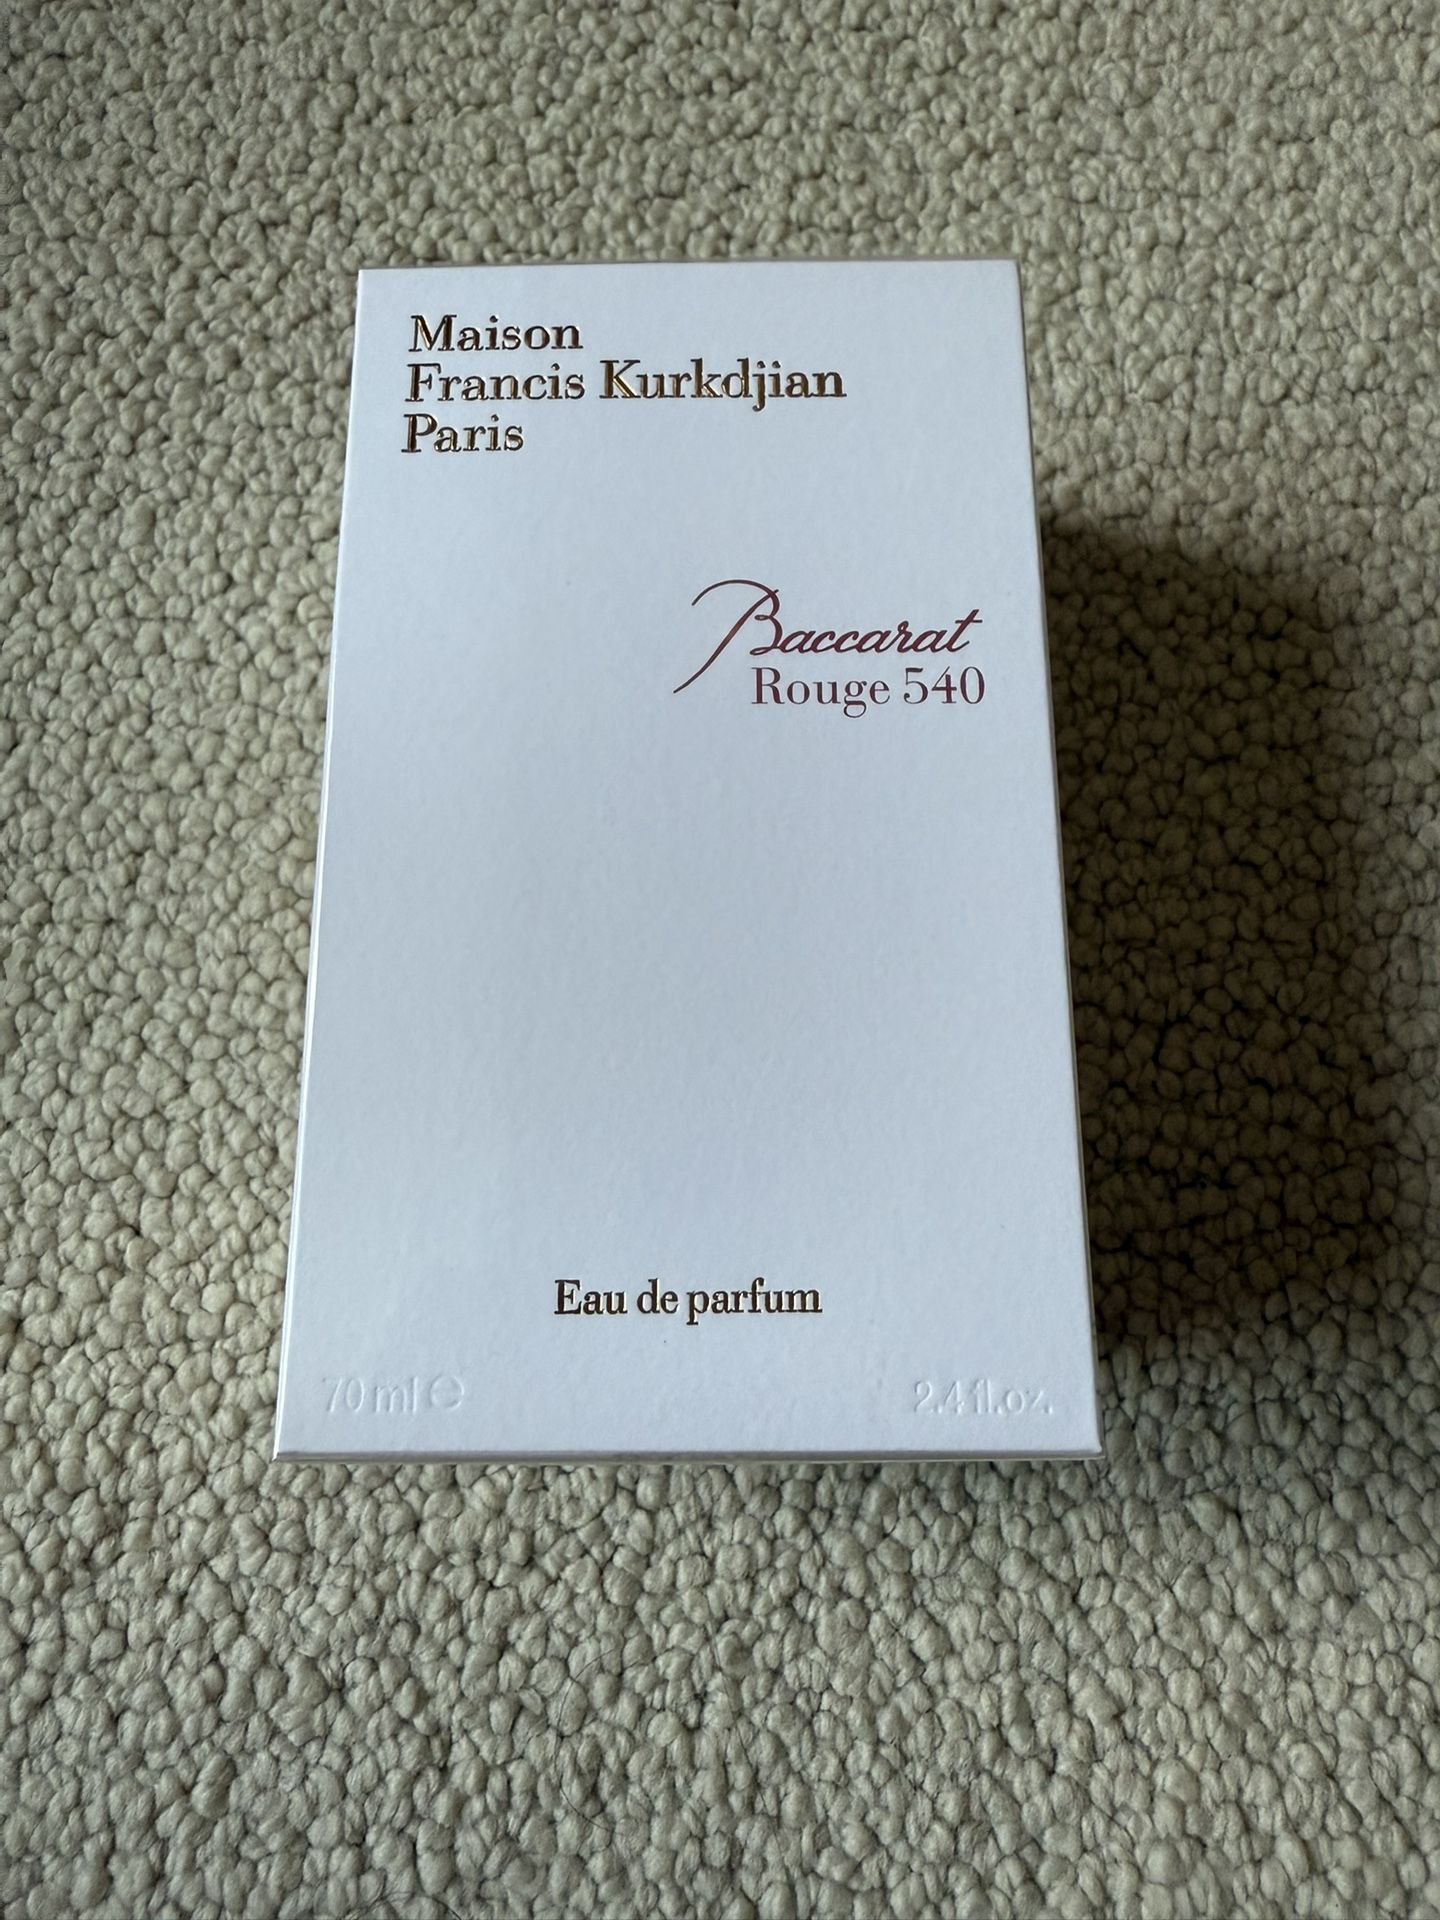 Maison
Francis Kurkdjian
Paris
Baccarat
Rouge 540
Eau de parfum
70 ml ℮ 2.4 fl.oz.